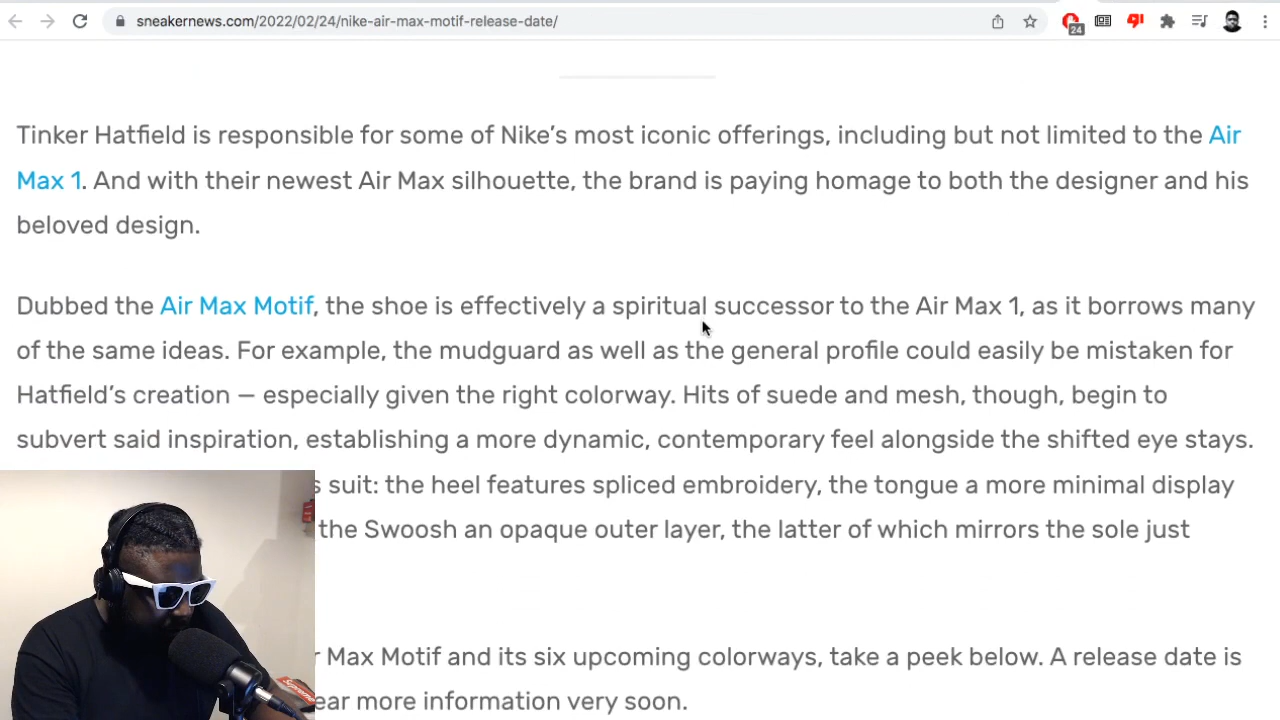 sneakernews.com/2022/02/24/nike-air-max-motif-release-date/
24
Tinker Hatfield is responsible for some of Nike's most iconic offerings, including but not limited to the Air
Max 1. And with their newest Air Max silhouette, the brand is paying homage to both the designer and his
beloved design.
Dubbed the Air Max Motif, the shoe is effectively a spiritual successor to the Air Max 1, as it borrows many
of the same ideas. For example, the mudguard as well as the general profile could easily be mistaken for
Hatfield's creation — especially given the right colorway. Hits of suede and mesh, though, begin to
subvert said inspiration, establishing a more dynamic, contemporary feel alongside the shifted eye stays.
suit: the heel features spliced embroidery, the tongue a more minimal display
the Swoosh an opaque outer layer, the latter of which mirrors the sole just
Max Motif and its six upcoming colorways, take a peek below. A release date is
more information very soon.
Supreme